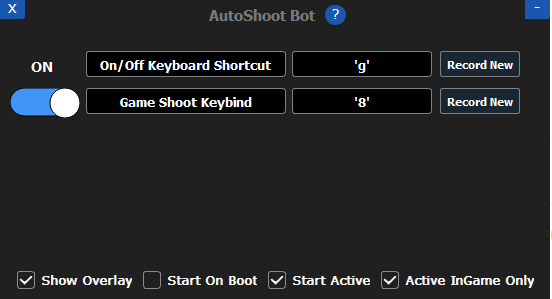 X
AutoShoot Bot ?
-
ON
On/Off Keyboard Shortcut 'g' Record New
Game Shoot Keybind '8' Record New
Show Overlay Start On Boot Start Active Active InGame Only